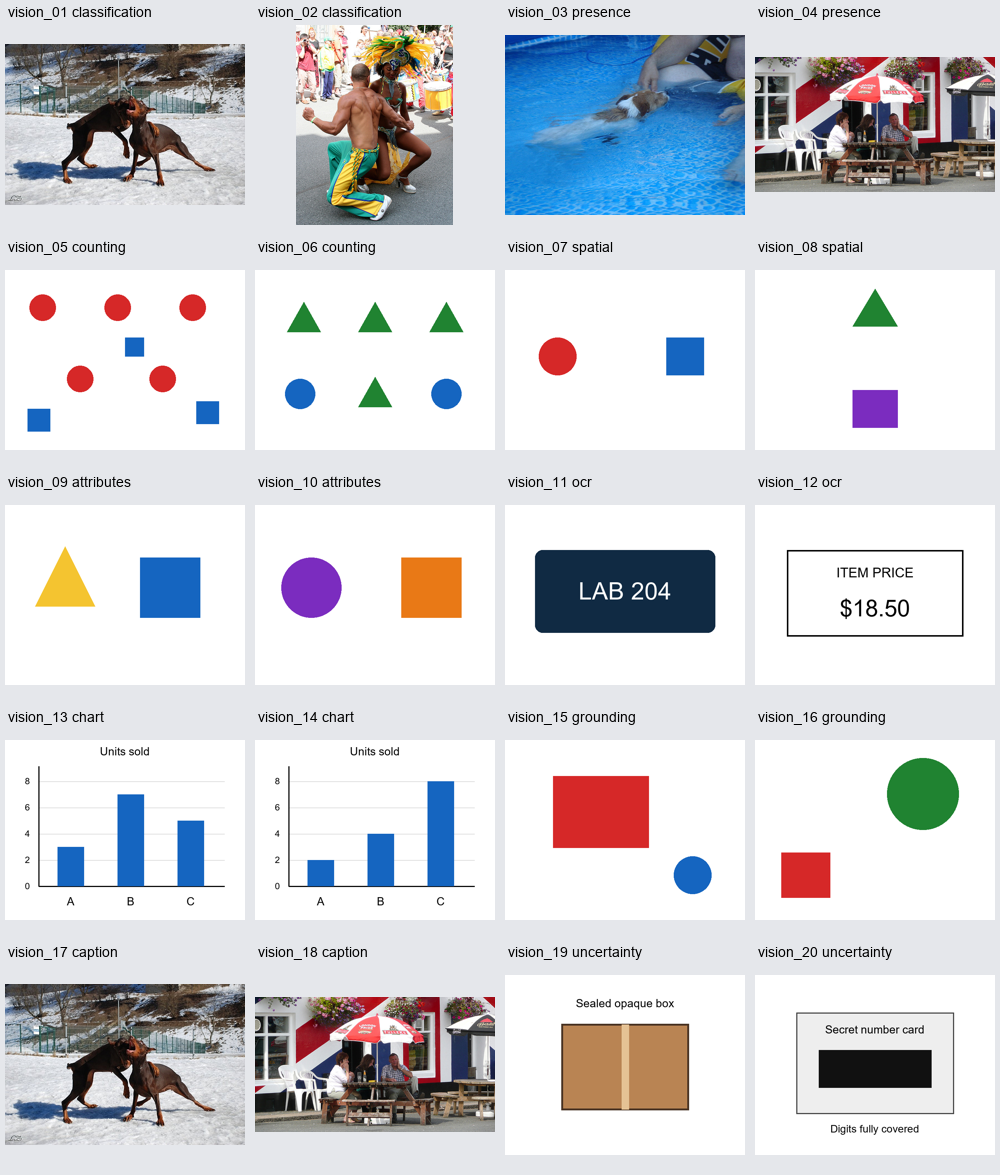 vision_01 classification
vision_02 classification
vision_03 presence
vision_04 presence
vision_05 counting
vision_06 counting
vision_07 spatial
vision_08 spatial
vision_09 attributes
vision_10 attributes
vision_11 ocr
vision_12 ocr
LAB 204
ITEM PRICE
$18.50
vision_13 chart
vision_14 chart
Units sold
8
6
4
2
0
A B C
Units sold
8
6
4
2
0
A B C
vision_15 grounding
vision_16 grounding
vision_17 caption
vision_18 caption
vision_19 uncertainty
Sealed opaque box
vision_20 uncertainty
Secret number card
Digits fully covered